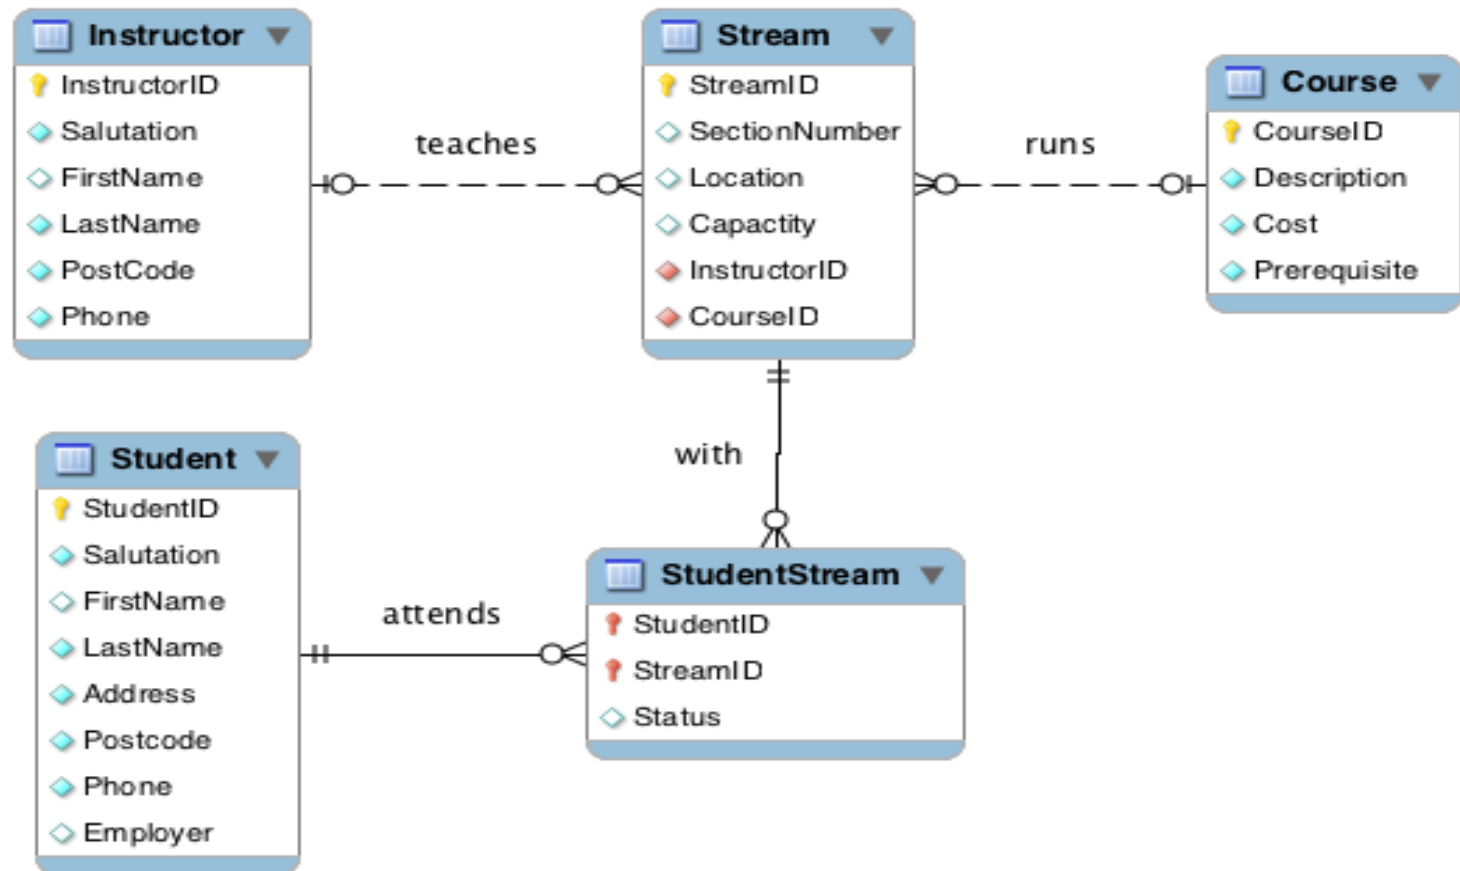 Instructor
InstructorID
Salutation
FirstName
LastName
PostCode
Phone
teaches
Stream
StreamID
SectionNumber
Location
Capactity
InstructorID
CourseID
runs
Course
CourseID
Description
Cost
Prerequisite
with
Student
StudentID
Salutation
FirstName
LastName
Address
Postcode
Phone
Employer
attends
StudentStream
StudentID
StreamID
Status